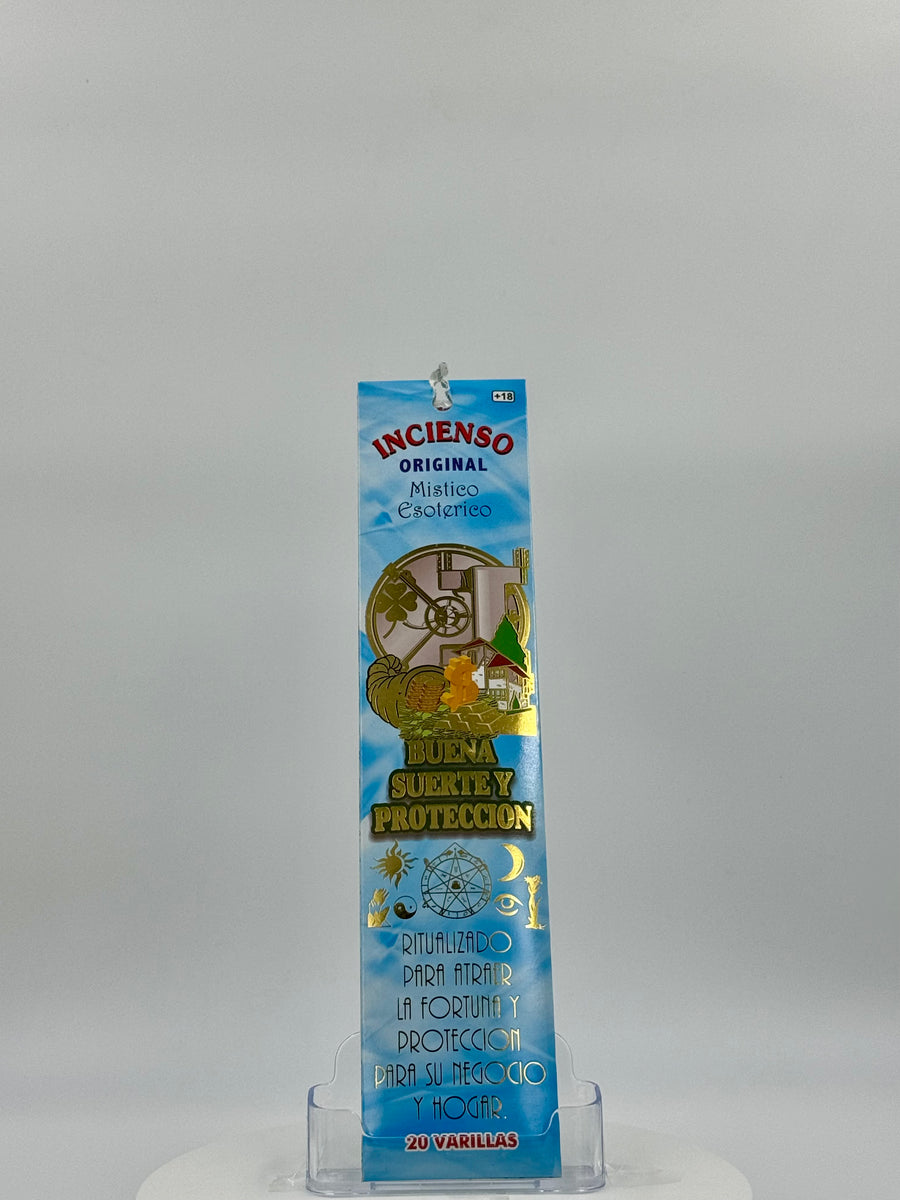 +18
INCIENSO
ORIGINAL
Mistico
Esoterico
$
BUENA
SUERTE Y
PROTECCION
RITUALIZADO
PARA ATRAER
LA FORTUNA Y
PROTECCION
PARA SU NEGOCIO
Y HOGAR.
20 VARILLAS